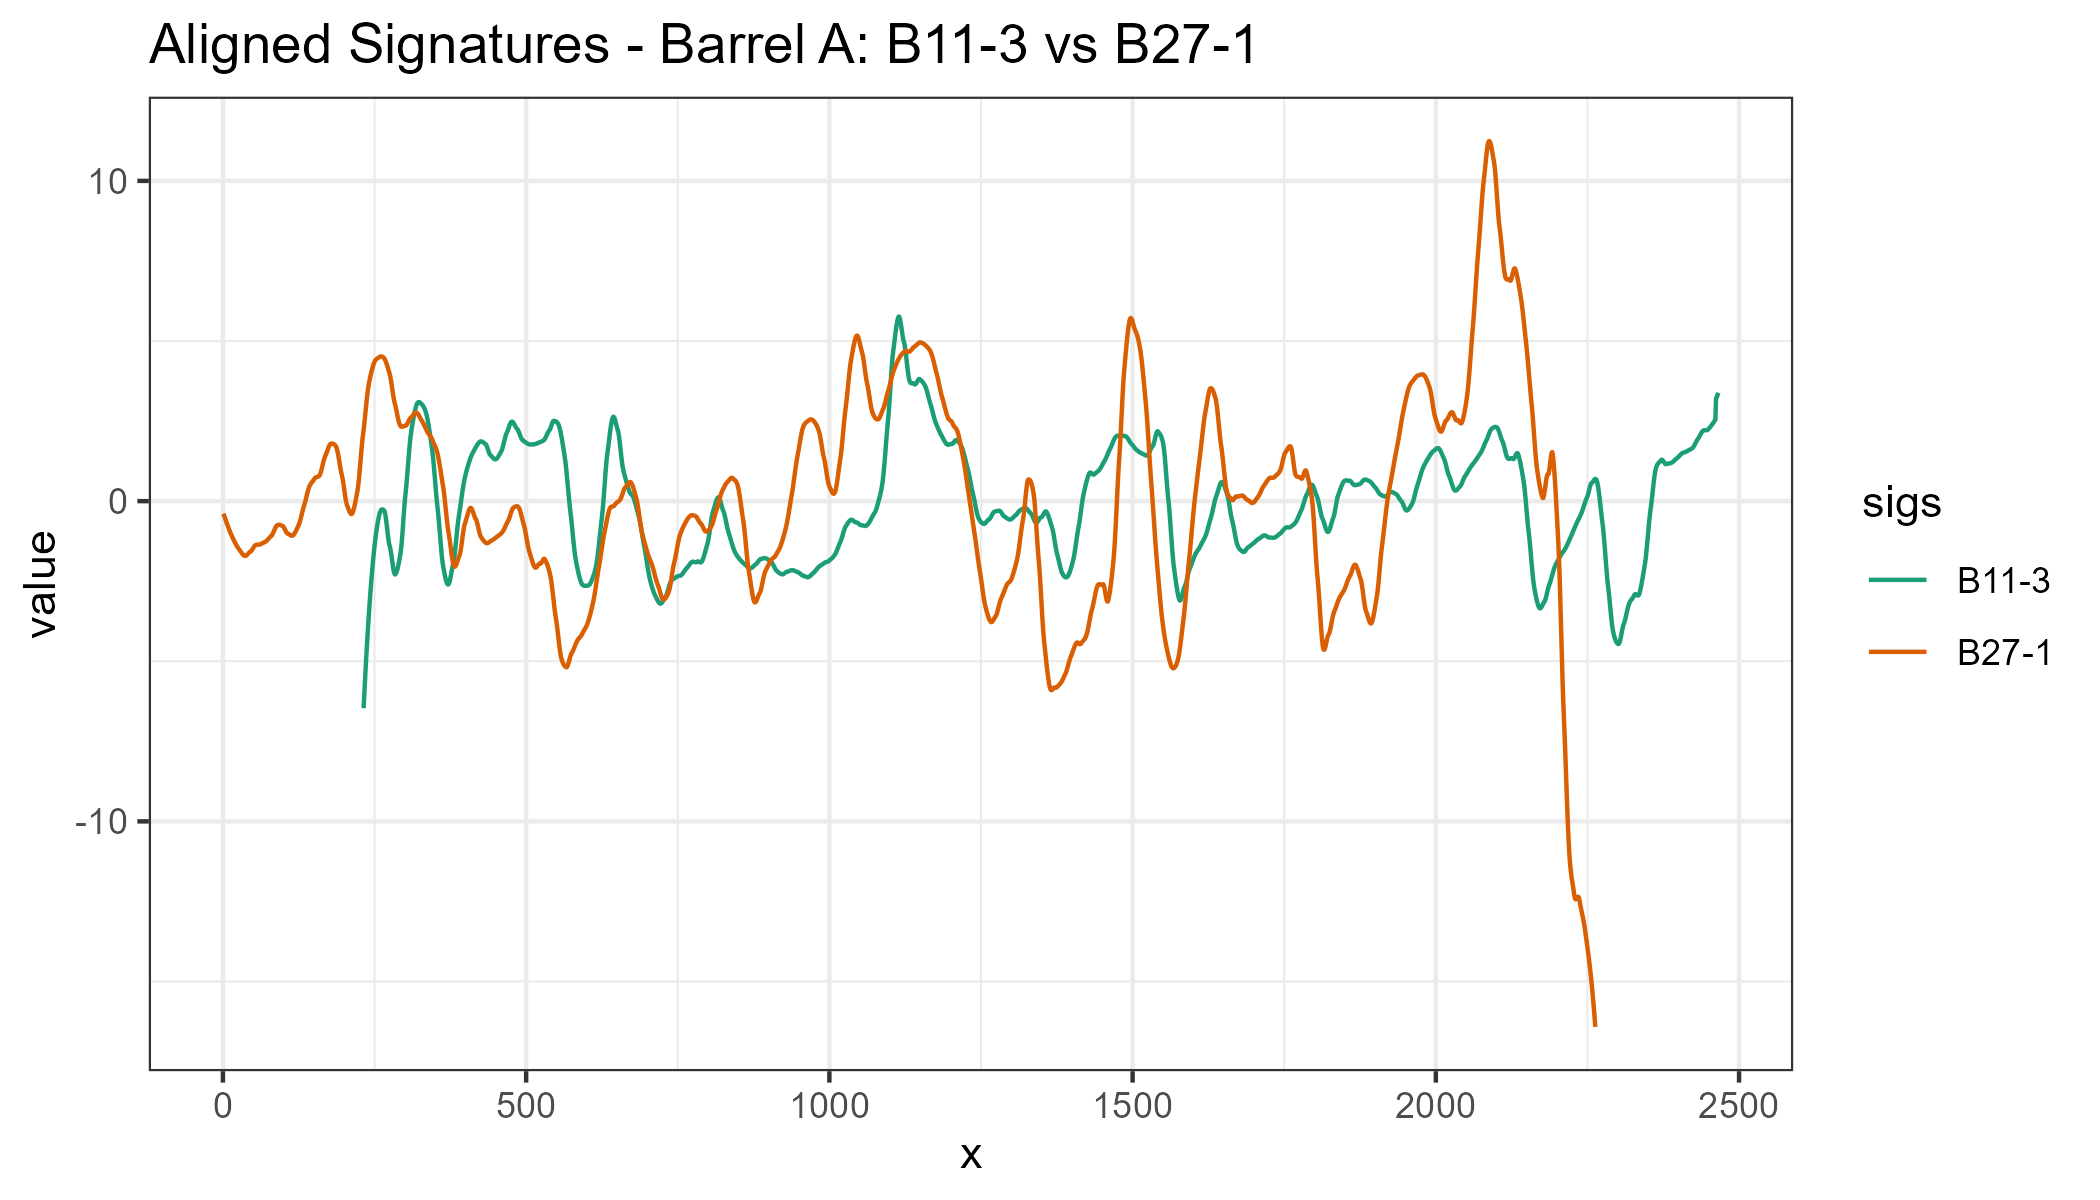 Aligned Signatures - Barrel A: B11-3 vs B27-1
10
0
-10
value
0 500 1000 1500 2000 2500
x
sigs
B11-3
B27-1